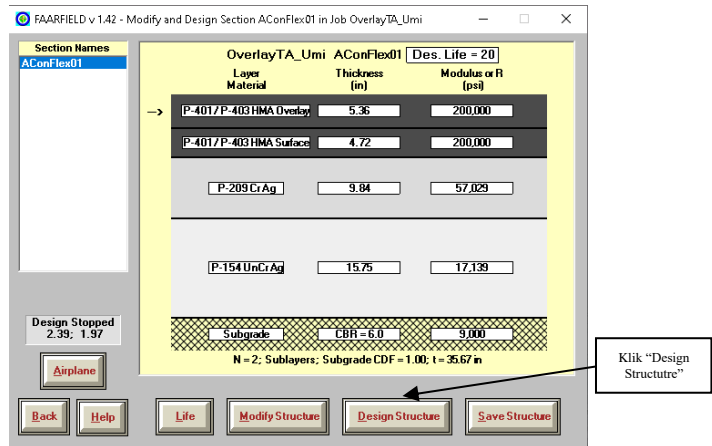 FAARFIELD v 1.42 - Modify and Design Section AConFlex01 in Job OverlayTA_Umi
Section Names
AConFlex01
OverlayTA_Umi AConFlex01 Des. Life = 20
Layer Material Thickness (in) Modulus or R (psi)
P-401/ P-403 HMA Overlay 5.36 200,000
P-401/ P-403 HMA Surface 4.72 200,000
P-209 Cr Ag 9.84 57,029
P-154 UnCr Ag 15.75 17,139
Subgrade CBR = 6.0 9,000
N = 2; Sublayers; Subgrade CDF = 1.00; t = 35.67 in
Design Stopped
2.39; 1.97
Airplane
Back Help Life Modify Structure Design Structure Save Structure
Klik “Design
Structutre”